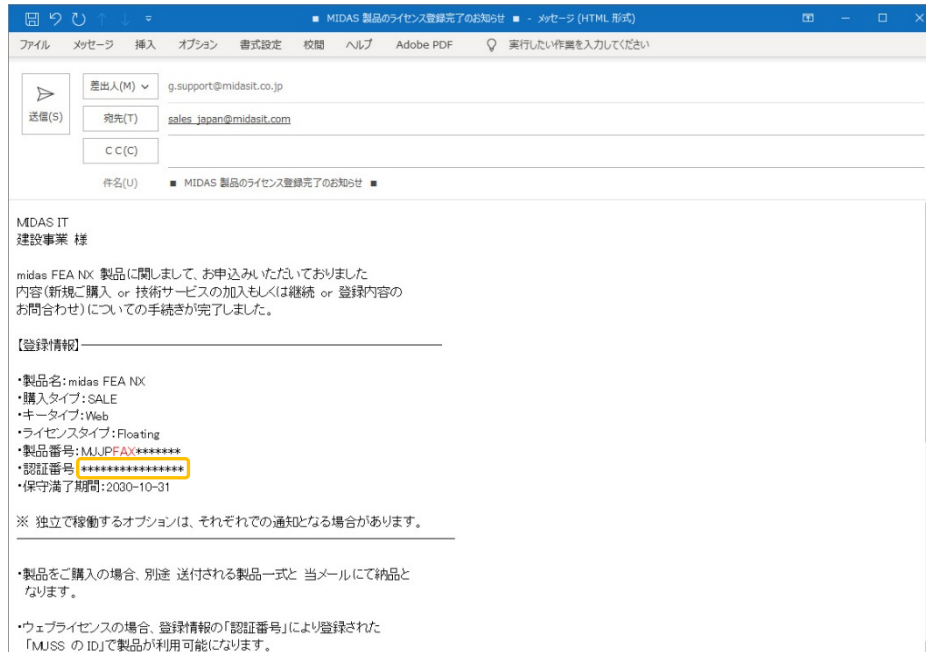 ■ MIDAS 製品のライセンス登録完了のお知らせ ■ - メッセージ (HTML 形式)
ファイル メッセージ 挿入 オプション 書式設定 校閲 ヘルプ Adobe PDF 実行したい作業を入力してください
送信(S)
差出人(M) g.support@midasit.co.jp
宛先(T) sales_japan@midasit.com
C C(C)
件名(U) ■ MIDAS 製品のライセンス登録完了のお知らせ ■
MIDAS IT
建設事業 様
midas FEA NX 製品に関しまして、お申込みいただいておりました
内容(新規ご購入 or 技術サービスの加入もしくは継続 or 登録内容の
お問合わせ)についての手続きが完了しました。
【登録情報】
・製品名:midas FEA NX
・購入タイプ:SALE
・キータイプ:Web
・ライセンスタイプ:Floating
・製品番号:MJJPFAX*******
・認証番号 ****************
・保守満了期間:2030-10-31
※ 独立で稼働するオプションは、それぞれでの通知となる場合があります。
・製品をご購入の場合、別途 送付される製品一式と 当メールにて納品と
なります。
・ウェブライセンスの場合、登録情報の「認証番号」により登録された
「MJSS の ID」で製品が利用可能になります。